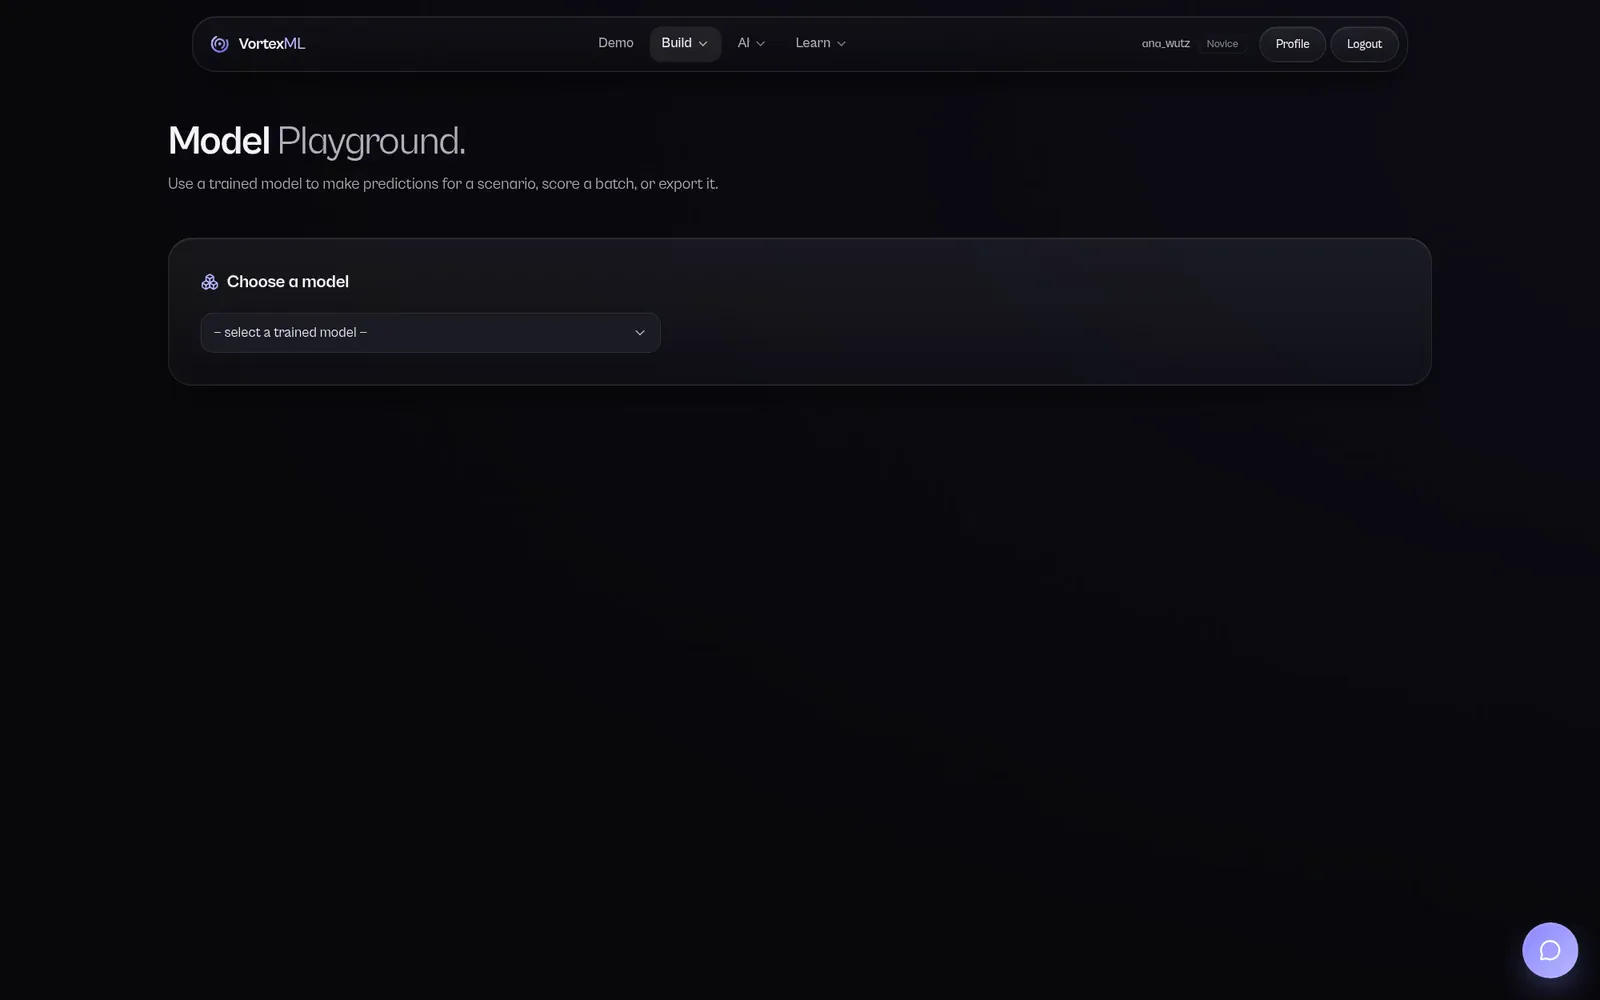 VortexML
Demo
Build
AI
Learn
ana_wutz
Novice
Profile
Logout
Model Playground.
Use a trained model to make predictions for a scenario, score a batch, or export it.
Choose a model
– select a trained model –